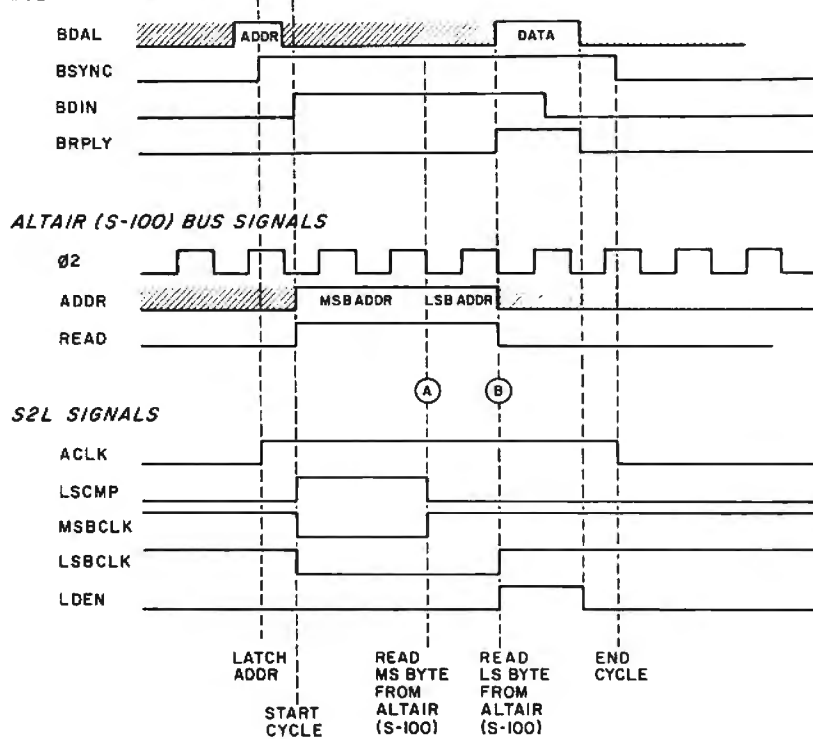 BDAL ADDR DATA
BSYNC
BDIN
BRPLY
ALTAIR (S-100) BUS SIGNALS
Ø2
ADDR MSB ADDR LSB ADDR
READ
A B
S2L SIGNALS
ACLK
LSCMP
MSBCLK
LSBCLK
LDEN
LATCH ADDR
START CYCLE
READ MS BYTE FROM ALTAIR (S-100)
READ LS BYTE FROM ALTAIR (S-100)
END CYCLE